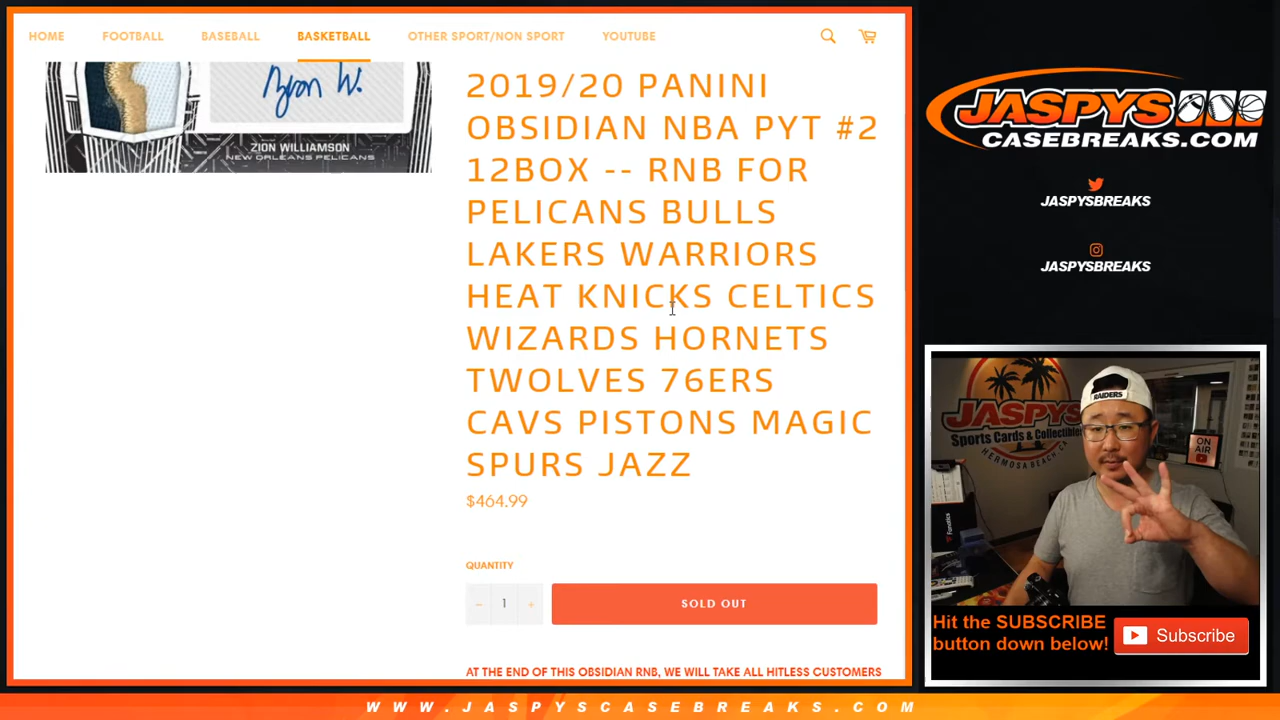 HOME FOOTBALL BASEBALL BASKETBALL OTHER SPORT/NON SPORT YOUTUBE
Zion W.
ZION WILLIAMSON
NEW ORLEANS PELICANS
2019/20 PANINI
OBSIDIAN NBA PYT #2
12BOX -- RNB FOR
PELICANS BULLS
LAKERS WARRIORS
HEAT KNICKS CELTICS
WIZARDS HORNETS
TWOLVES 76ERS
CAVS PISTONS MAGIC
SPURS JAZZ
$464.99
QUANTITY
− 1 +
SOLD OUT
AT THE END OF THIS OBSIDIAN RNB, WE WILL TAKE ALL HITLESS CUSTOMERS
JASPYS
CASEBREAKS.COM
JASPYSBREAKS
JASPYSBREAKS
RAIDERS
JASPYS
Sports Cards & Collectibles
HERMOSA BEACH CA
ON
AIR
Fanatics
Hit the SUBSCRIBE
button down below!
Subscribe
WWW.JASPYSCASEBREAKS.COM